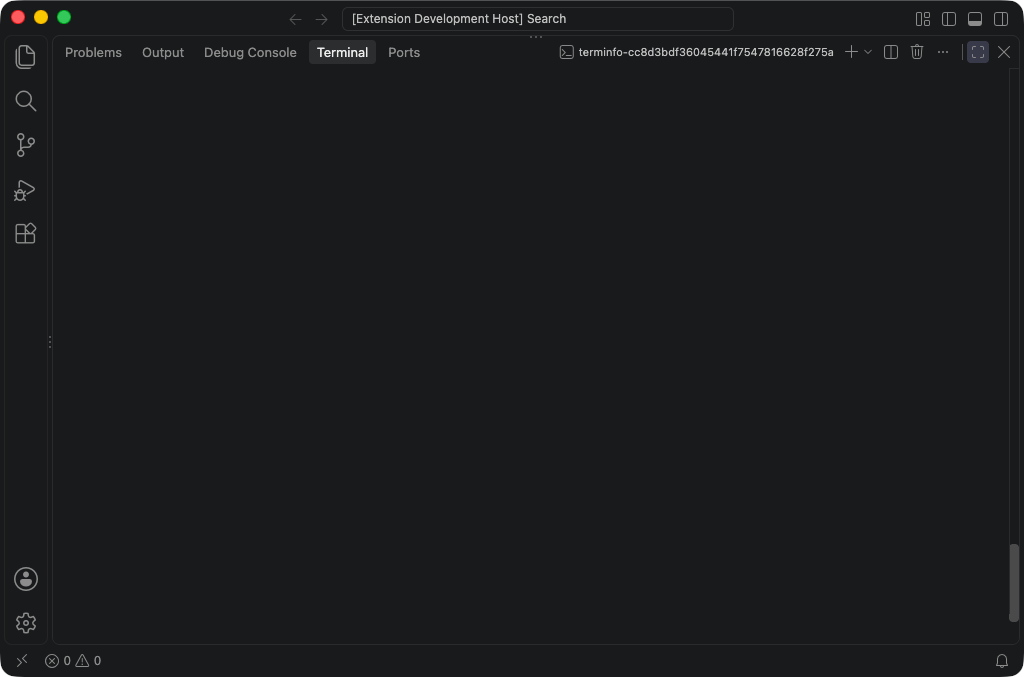 [Extension Development Host] Search
Problems Output Debug Console Terminal Ports terminfo-cc8d3bdf36045441f7547816628f275a
0 0